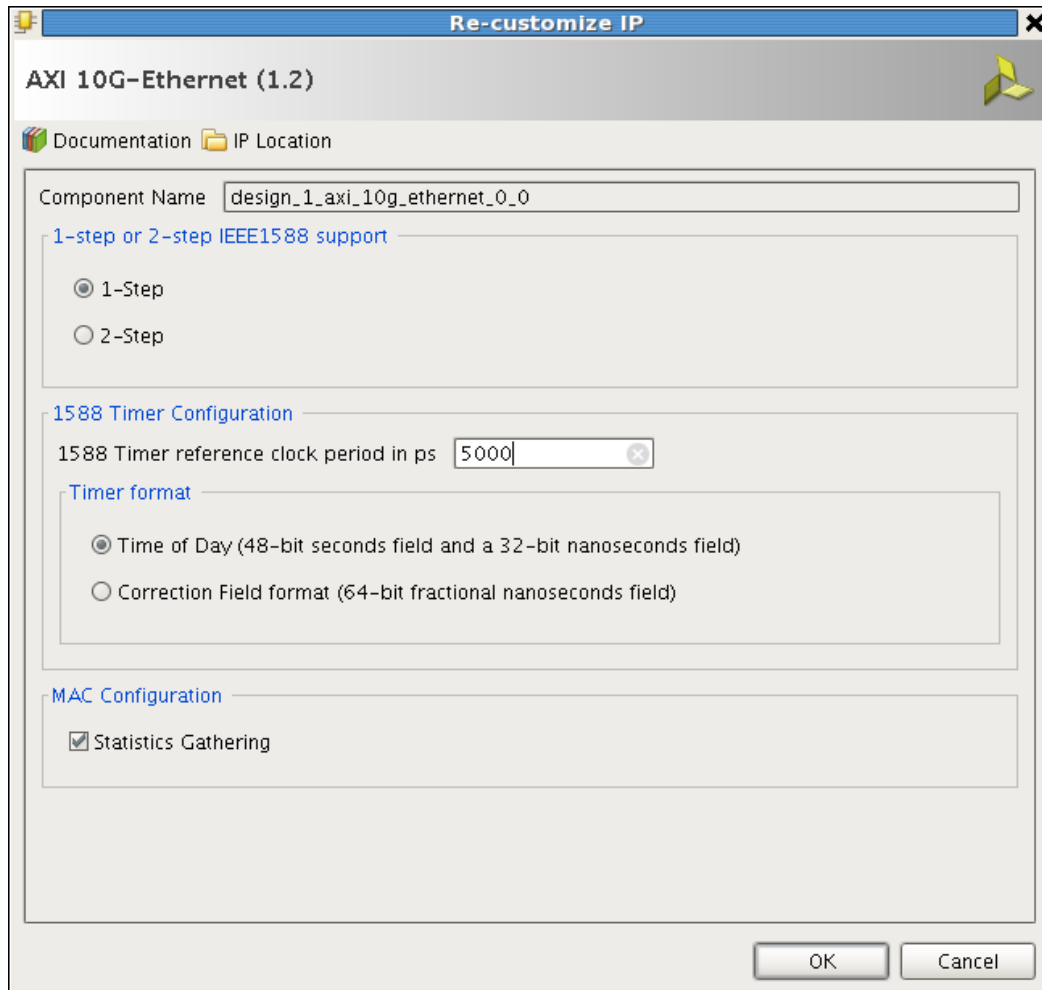 Re-customize IP
AXI 10G-Ethernet (1.2)
Documentation IP Location
Component Name design_1_axi_10g_ethernet_0_0
1-step or 2-step IEEE1588 support
1-Step
2-Step
1588 Timer Configuration
1588 Timer reference clock period in ps 5000
Timer format
Time of Day (48-bit seconds field and a 32-bit nanoseconds field)
Correction Field format (64-bit fractional nanoseconds field)
MAC Configuration
Statistics Gathering
OK Cancel